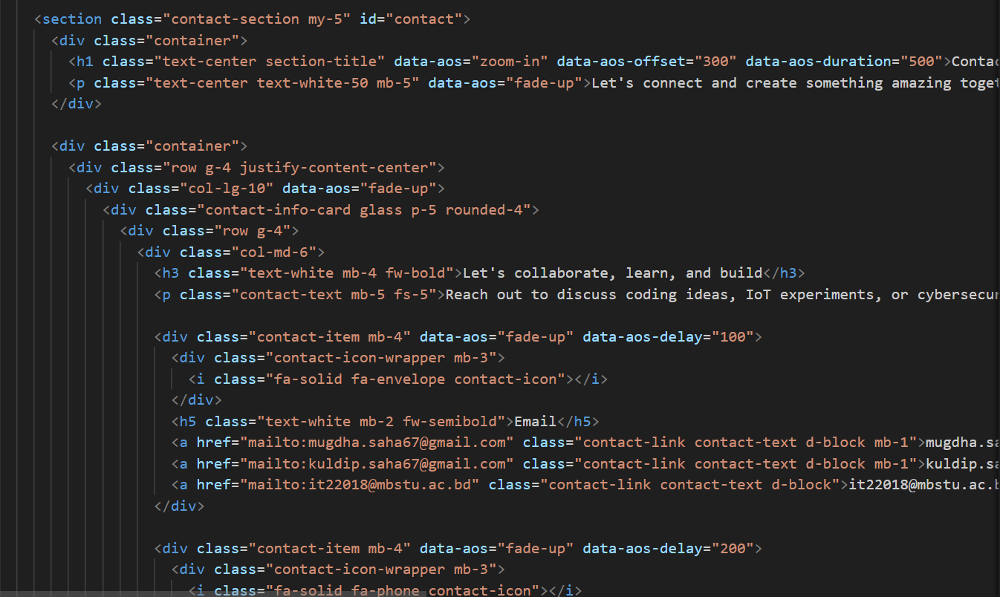 <section class="contact-section my-5" id="contact">
<div class="container">
<h1 class="text-center section-title" data-aos="zoom-in" data-aos-offset="300" data-aos-duration="500">Contac
<p class="text-center text-white-50 mb-5" data-aos="fade-up">Let's connect and create something amazing toget
</div>
<div class="container">
<div class="row g-4 justify-content-center">
<div class="col-lg-10" data-aos="fade-up">
<div class="contact-info-card glass p-5 rounded-4">
<div class="row g-4">
<div class="col-md-6">
<h3 class="text-white mb-4 fw-bold">Let's collaborate, learn, and build</h3>
<p class="contact-text mb-5 fs-5">Reach out to discuss coding ideas, IoT experiments, or cybersecur
<div class="contact-item mb-4" data-aos="fade-up" data-aos-delay="100">
<div class="contact-icon-wrapper mb-3">
<i class="fa-solid fa-envelope contact-icon"></i>
</div>
<h5 class="text-white mb-2 fw-semibold">Email</h5>
<a href="mailto:mugdha.saha67@gmail.com" class="contact-link contact-text d-block mb-1">mugdha.sa
<a href="mailto:kuldip.saha67@gmail.com" class="contact-link contact-text d-block mb-1">kuldip.sa
<a href="mailto:it22018@mbstu.ac.bd" class="contact-link contact-text d-block">it22018@mbstu.ac.b
</div>
<div class="contact-item mb-4" data-aos="fade-up" data-aos-delay="200">
<div class="contact-icon-wrapper mb-3">
<i class="fa-solid fa-phone contact-icon"></i>